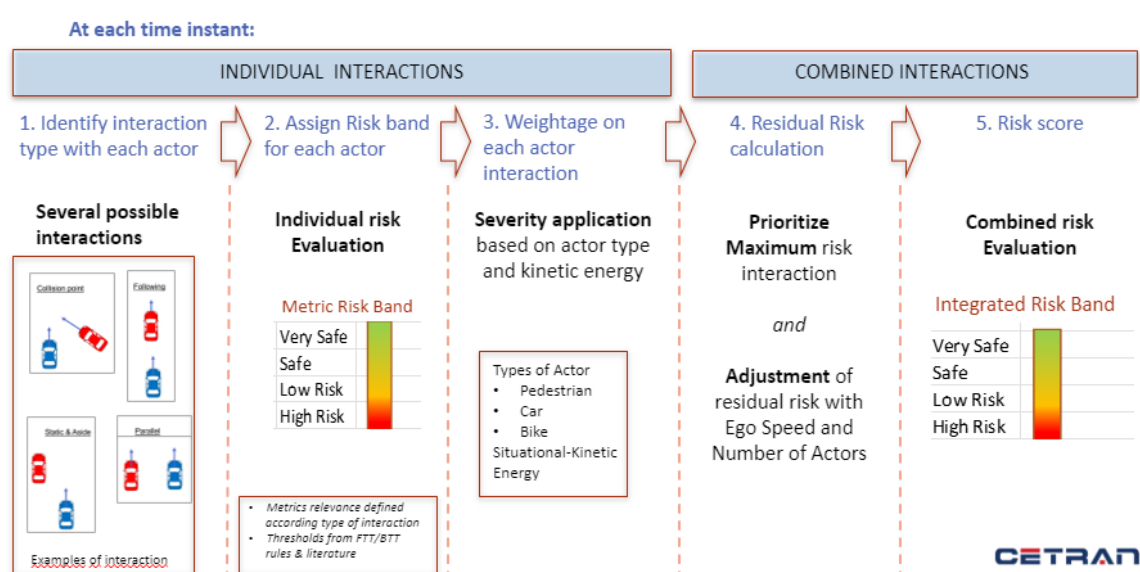 At each time instant:
INDIVIDUAL INTERACTIONS
COMBINED INTERACTIONS
1. Identify interaction
type with each actor
2. Assign Risk band
for each actor
3. Weightage on
each actor
interaction
4. Residual Risk
calculation
5. Risk score
Several possible
interactions
Collision point
Following
Static & Aside
Parallel
Examples of interaction
Individual risk
Evaluation
Metric Risk Band
Very Safe
Safe
Low Risk
High Risk
• Metrics relevance defined
according type of interaction
• Thresholds from FTT/BTT
rules & literature
Severity application
based on actor type
and kinetic energy
Types of Actor
• Pedestrian
• Car
• Bike
Situational-Kinetic
Energy
Prioritize
Maximum risk
interaction
and
Adjustment of
residual risk with
Ego Speed and
Number of Actors
Combined risk
Evaluation
Integrated Risk Band
Very Safe
Safe
Low Risk
High Risk
CETRAN